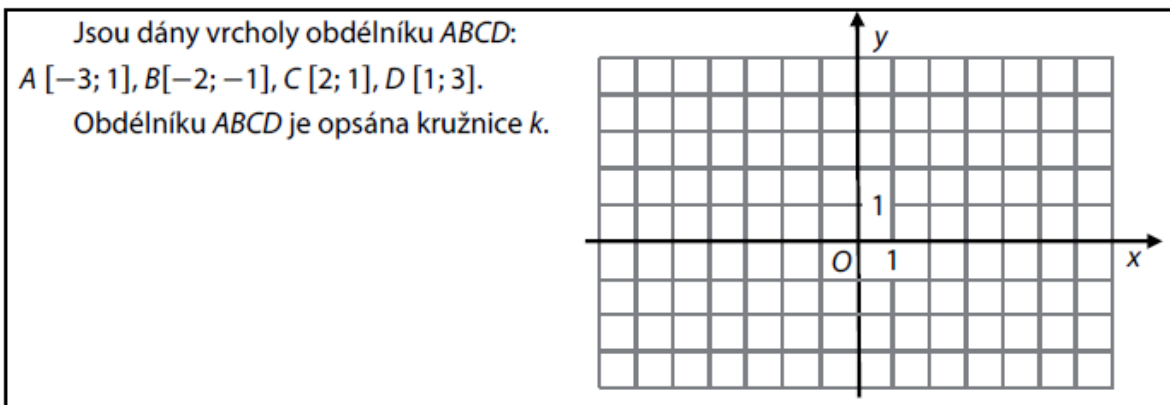 Jsou dány vrcholy obdélníku ABCD:
A [−3; 1], B[−2; −1], C [2; 1], D [1; 3].
Obdélníku ABCD je opsána kružnice k.
y
1
O 1 x